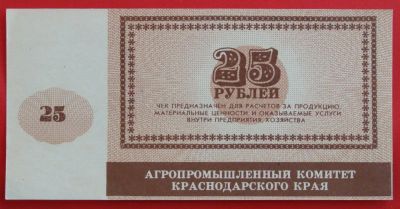 25
РУБЛЕЙ
25
ЧЕК ПРЕДНАЗНАЧЕН ДЛЯ РАСЧЕТОВ ЗА ПРОДУКЦИЮ,
МАТЕРИАЛЬНЫЕ ЦЕННОСТИ И ОКАЗЫВАЕМЫЕ УСЛУГИ
ВНУТРИ ПРЕДПРИЯТИЯ, ХОЗЯЙСТВА
АГРОПРОМЫШЛЕННЫЙ КОМИТЕТ
КРАСНОДАРСКОГО КРАЯ